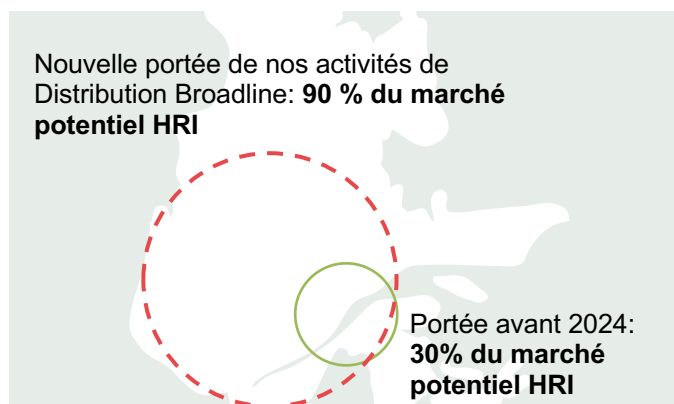 Nouvelle portée de nos activités de
Distribution Broadline: 90 % du marché
potentiel HRI
Portée avant 2024:
30% du marché
potentiel HRI